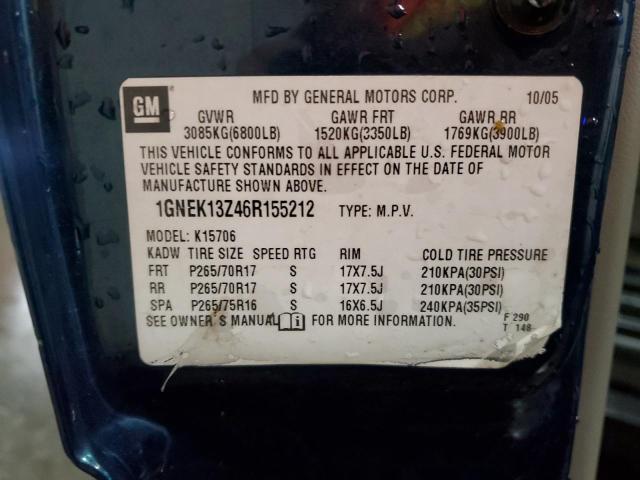 GM
MFD BY GENERAL MOTORS CORP. 10/05
GVWR GAWR FRT GAWR RR
3085KG(6800LB) 1520KG(3350LB) 1769KG(3900LB)
THIS VEHICLE CONFORMS TO ALL APPLICABLE U.S. FEDERAL MOTOR
VEHICLE SAFETY STANDARDS IN EFFECT ON THE DATE OF
MANUFACTURE SHOWN ABOVE.
1GNEK13Z46R155212 TYPE: M.P.V.
MODEL: K15706
KADW TIRE SIZE SPEED RTG RIM COLD TIRE PRESSURE
FRT P265/70R17 S 17X7.5J 210KPA(30PSI)
RR P265/70R17 S 17X7.5J 210KPA(30PSI)
SPA P265/75R16 S 16X6.5J 240KPA(35PSI)
SEE OWNER'S MANUAL i FOR MORE INFORMATION.
F 290
T 148